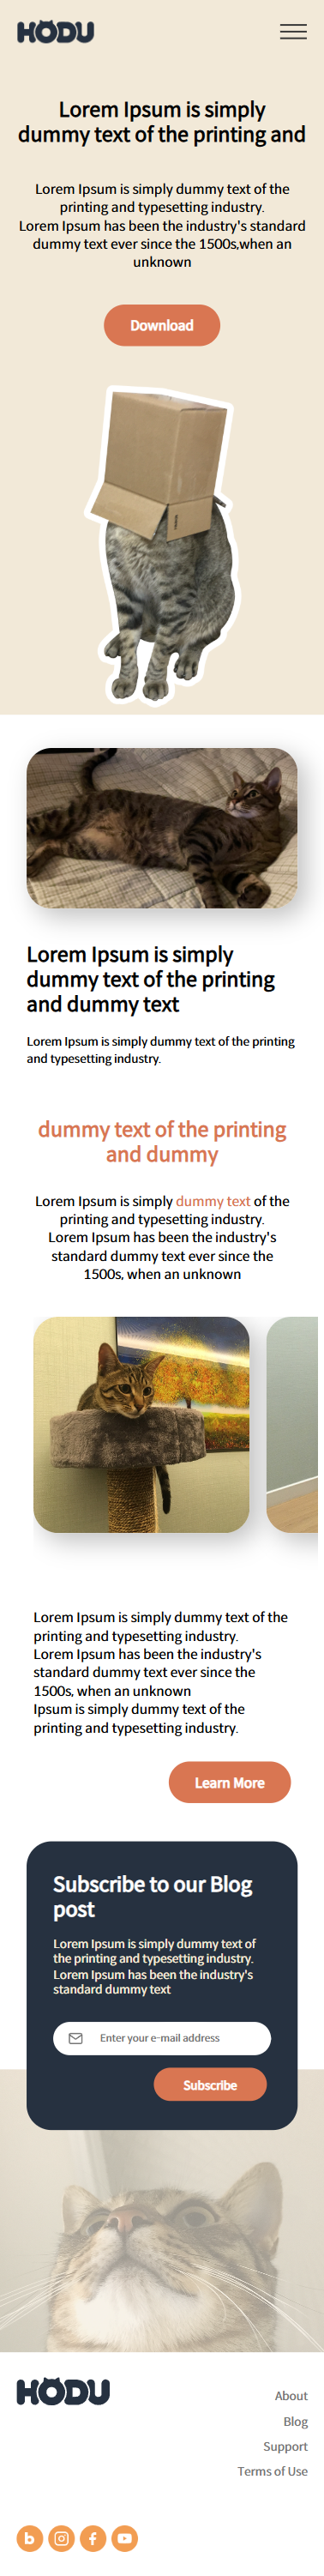 HODU
Lorem Ipsum is simply
dummy text of the printing and
Lorem Ipsum is simply dummy text of the
printing and typesetting industry.
Lorem Ipsum has been the industry's standard
dummy text ever since the 1500s,when an
unknown
Download
Lorem Ipsum is simply
dummy text of the printing
and dummy text
Lorem Ipsum is simply dummy text of the printing
and typesetting industry.
dummy text of the printing
and dummy
Lorem Ipsum is simply dummy text of the
printing and typesetting industry.
Lorem Ipsum has been the industry's
standard dummy text ever since the
1500s, when an unknown
Lorem Ipsum is simply dummy text of the
printing and typesetting industry.
Lorem Ipsum has been the industry's
standard dummy text ever since the
1500s, when an unknown
Ipsum is simply dummy text of the
printing and typesetting industry.
Learn More
Subscribe to our Blog
post
Lorem Ipsum is simply dummy text of
the printing and typesetting industry.
Lorem Ipsum has been the industry's
standard dummy text
Enter your e-mail address
Subscribe
HODU
About
Blog
Support
Terms of Use